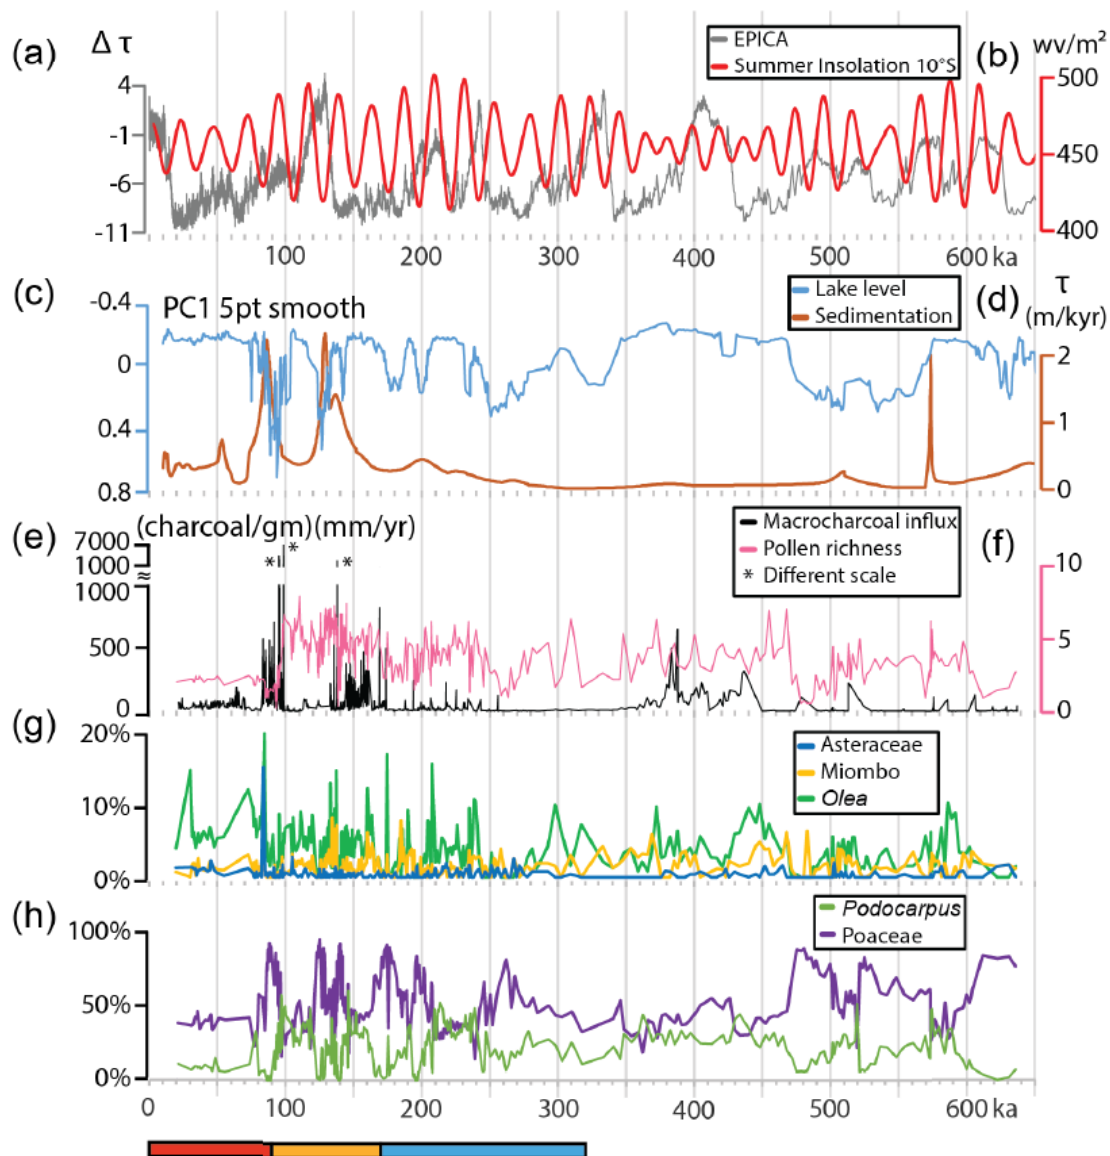 (a)
Δ τ
EPICA
Summer Insolation 10°S
(b)
wv/m²
4
-1
-6
-11
500
450
400
100
200
300
400
500
600 ka
(c)
PC1 5pt smooth
Lake level
Sedimentation
(d)
τ
(m/kyr)
-0.4
0
0.4
0.8
2
1
0
(e)
(charcoal/gm)(mm/yr)
7000
1000
≈
1000
500
0
*
*
*
Macrocharcoal influx
Pollen richness
* Different scale
(f)
10
5
0
(g)
20%
10%
0%
Asteraceae
Miombo
Olea
(h)
100%
50%
0%
Podocarpus
Poaceae
0
100
200
300
400
500
600 ka